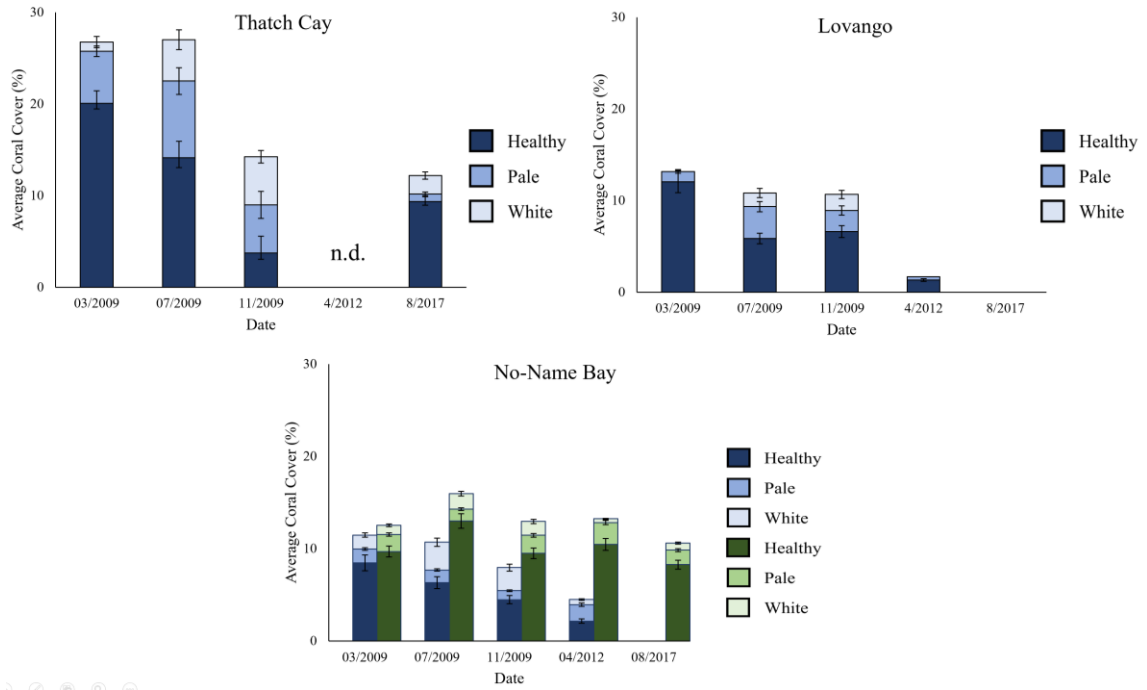 Thatch Cay
Average Coral Cover (%)
30
20
10
0
n.d.
03/2009 07/2009 11/2009 4/2012 8/2017
Date
Healthy
Pale
White
Lovango
Average Coral Cover (%)
30
20
10
0
03/2009 07/2009 11/2009 4/2012 8/2017
Date
Healthy
Pale
White
No-Name Bay
Average Coral Cover (%)
30
20
10
0
03/2009 07/2009 11/2009 04/2012 08/2017
Date
Healthy
Pale
White
Healthy
Pale
White